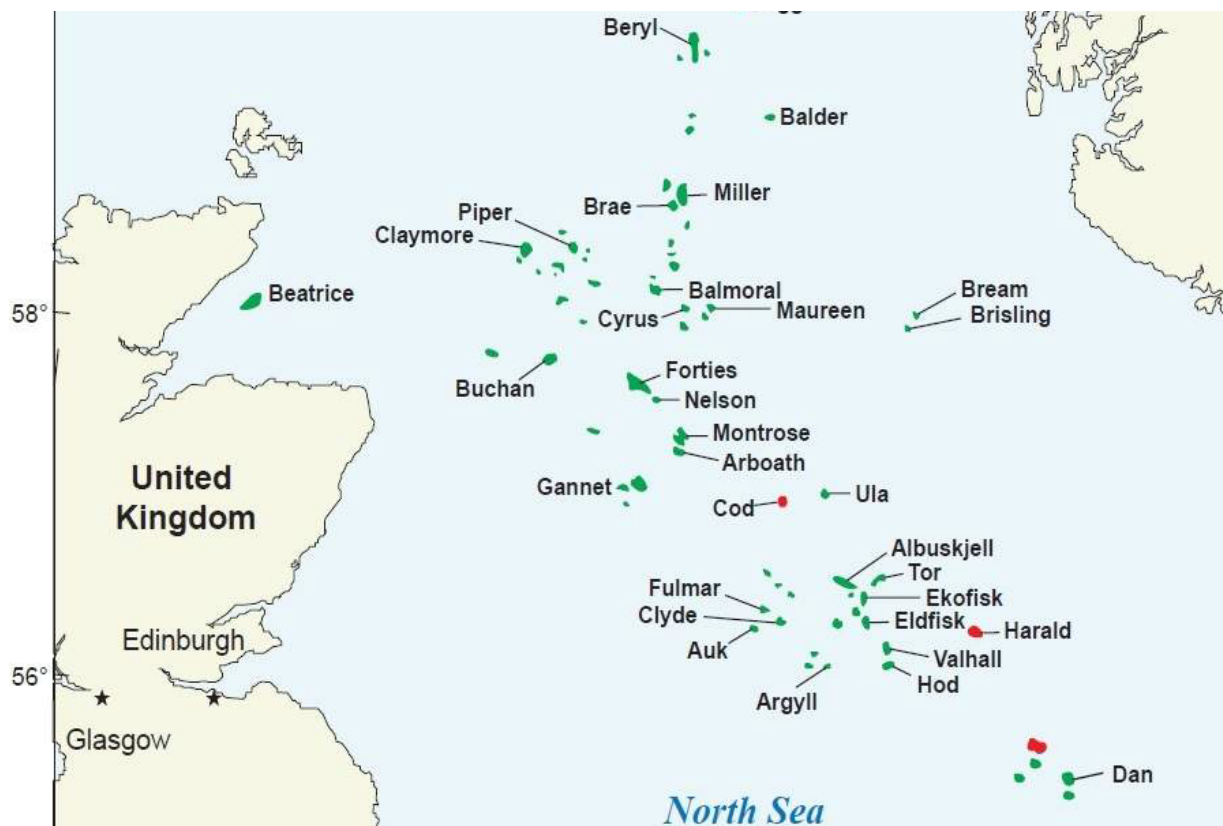 Beryl
Balder
Miller
Brae
Piper
Claymore
Beatrice
Balmoral
58°
Cyrus
Maureen
Bream
Brisling
Buchan
Forties
Nelson
Montrose
Arboath
United
Kingdom
Gannet
Cod
Ula
Albuskjell
Tor
Fulmar
Ekofisk
Clyde
Eldfisk
Harald
Edinburgh
Auk
Valhall
56°
Hod
Argyll
Glasgow
Dan
North Sea